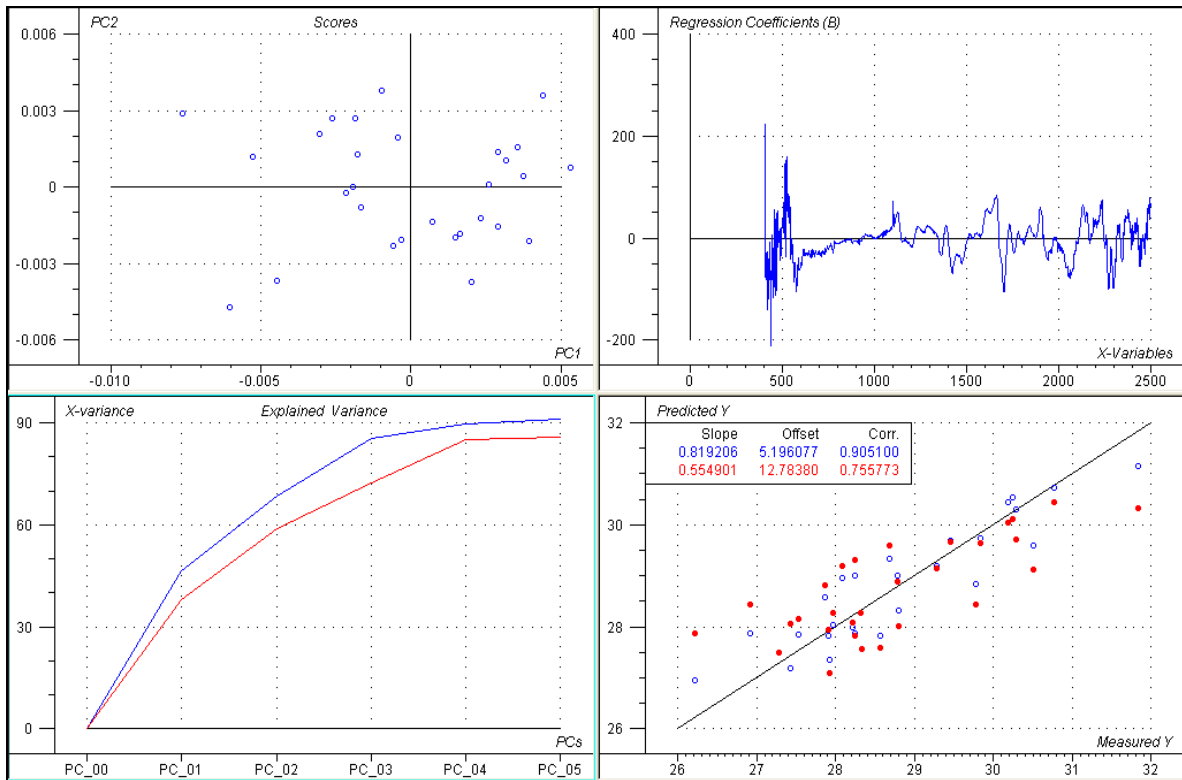 PC2 Scores
0.006
0.003
0
-0.003
-0.006
PC1
-0.010 -0.005 0 0.005
Regression Coefficients (B)
400
200
0
-200
X-Variables
0 500 1000 1500 2000 2500
X-variance Explained Variance
90
60
30
0
PCs
PC_00 PC_01 PC_02 PC_03 PC_04 PC_05
Predicted Y
32
Slope Offset Corr.
0.819206 5.196077 0.905100
0.554901 12.78380 0.755773
30
28
26
Measured Y
26 27 28 29 30 31 32